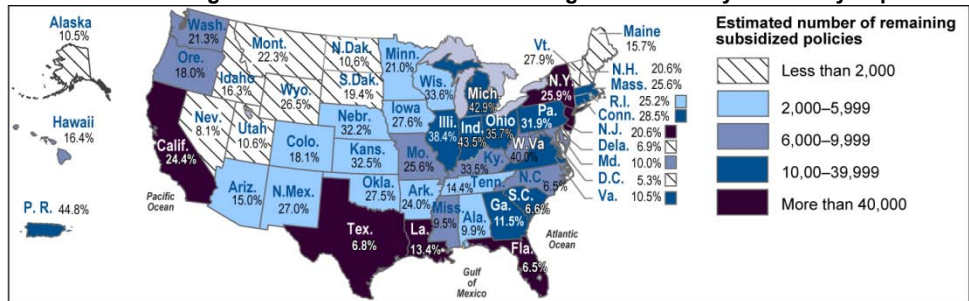 Alaska
10.5%
Hawaii
16.4%
P. R. 44.8%
Pacific
Ocean
Wash.
21.3%
Ore.
18.0%
Calif.
24.4%
Idaho
16.3%
Nev.
8.1%
Mont.
22.3%
Wyo.
26.5%
Utah
10.6%
Colo.
18.1%
Ariz.
15.0%
N.Mex.
27.0%
N.Dak.
10.6%
S.Dak.
19.4%
Nebr.
32.2%
Kans.
32.5%
Okla.
27.5%
Tex.
6.8%
Minn.
21.0%
Iowa
27.6%
Mo.
25.6%
Ark.
24.0%
La.
13.4%
Wis.
33.6%
Illi.
38.4%
Mich.
42.9%
Ind.
43.5%
Ohio
35.7%
Ky.
33.5%
Tenn.
14.4%
Miss.
9.5%
Ala.
9.9%
Ga.
11.5%
Fla.
6.5%
S.C.
6.6%
N.C.
6.5%
W.Va
40.0%
Pa.
31.9%
N.Y.
25.9%
Vt.
27.9%
Maine
15.7%
N.H. 20.6%
Mass. 25.6%
R.I. 25.2%
Conn. 28.5%
N.J. 20.6%
Dela. 6.9%
Md. 10.0%
D.C. 5.3%
Va. 10.5%
Atlantic
Ocean
Gulf
of
Mexico
Estimated number of remaining
subsidized policies
Less than 2,000
2,000–5,999
6,000–9,999
10,00–39,999
More than 40,000